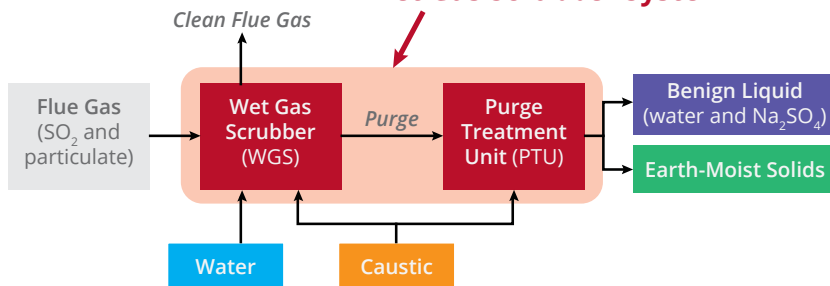 Clean Flue Gas
Flue Gas
(SO₂ and
particulate)
Wet Gas
Scrubber
(WGS)
Purge
Purge
Treatment
Unit (PTU)
Benign Liquid
(water and Na₂SO₄)
Earth-Moist Solids
Water
Caustic